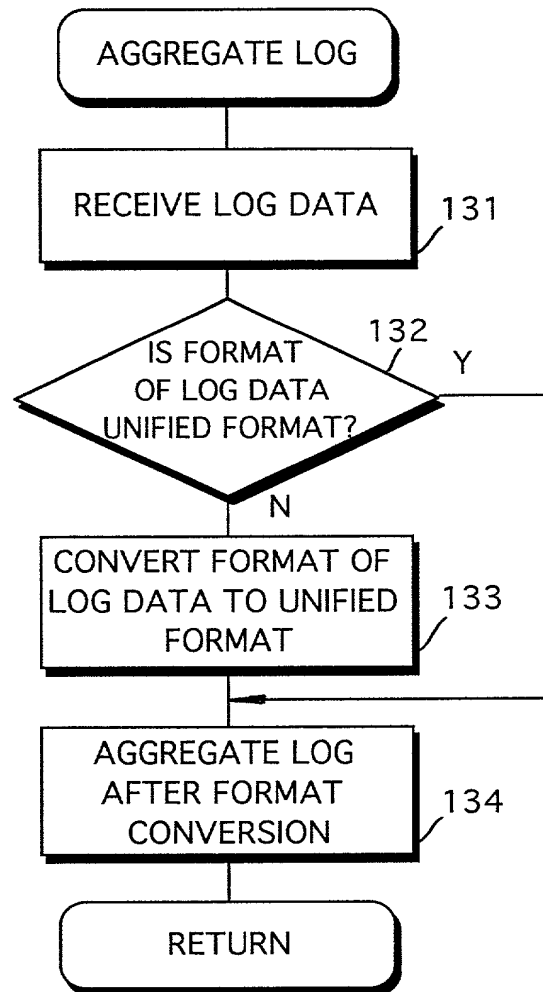 AGGREGATE LOG
RECEIVE LOG DATA
131
132
IS FORMAT
OF LOG DATA
UNIFIED FORMAT?
Y
N
CONVERT FORMAT OF
LOG DATA TO UNIFIED
FORMAT
133
AGGREGATE LOG
AFTER FORMAT
CONVERSION
134
RETURN